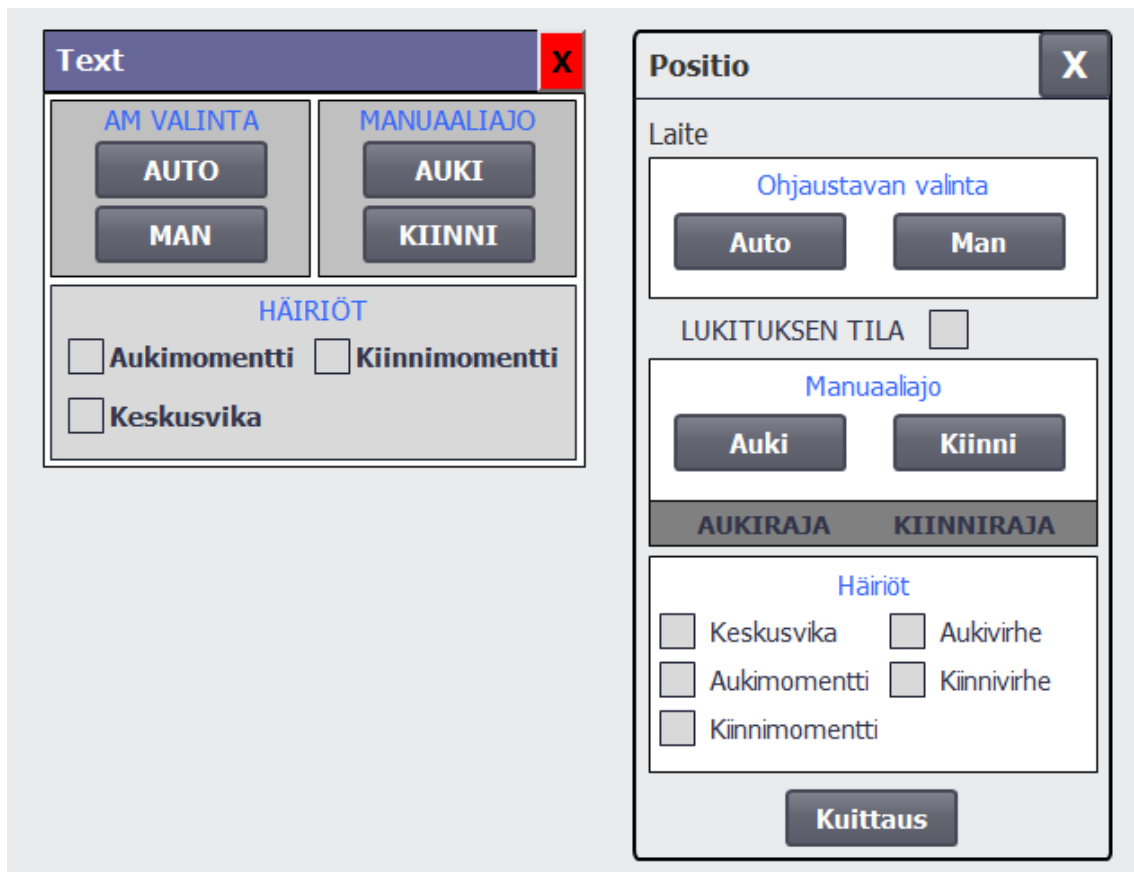 Text X
AM VALINTA
AUTO
MAN
MANUAALIAJO
AUKI
KIINNI
HÄIRIÖT
Aukimomentti Kiinnimomentti
Keskusvika
Positio X
Laite
Ohjaustavan valinta
Auto Man
LUKITUKSEN TILA
Manuaaliajo
Auki Kiinni
AUKIRAJA KIINNIRAJA
Häiriöt
Keskusvika Aukivirhe
Aukimomentti Kiinnivirhe
Kiinnimomentti
Kuittaus